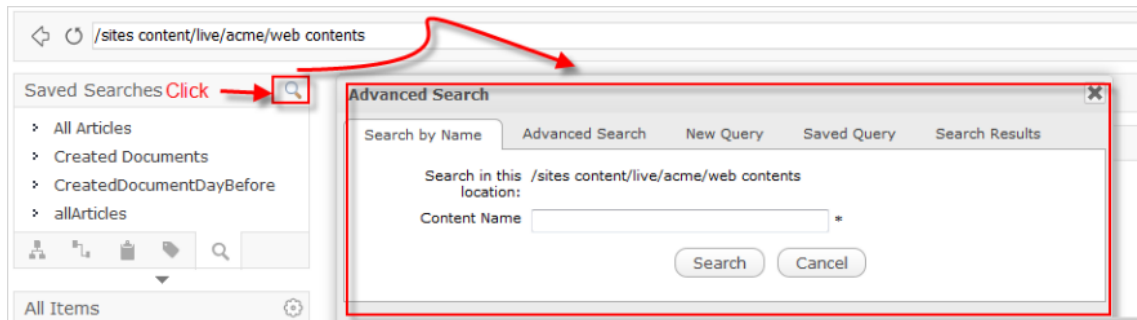 /sites content/live/acme/web contents
Saved Searches Click
All Articles
Created Documents
CreatedDocumentDayBefore
allArticles
All Items
Advanced Search
Search by Name Advanced Search New Query Saved Query Search Results
Search in this /sites content/live/acme/web contents
location:
Content Name *
Search Cancel